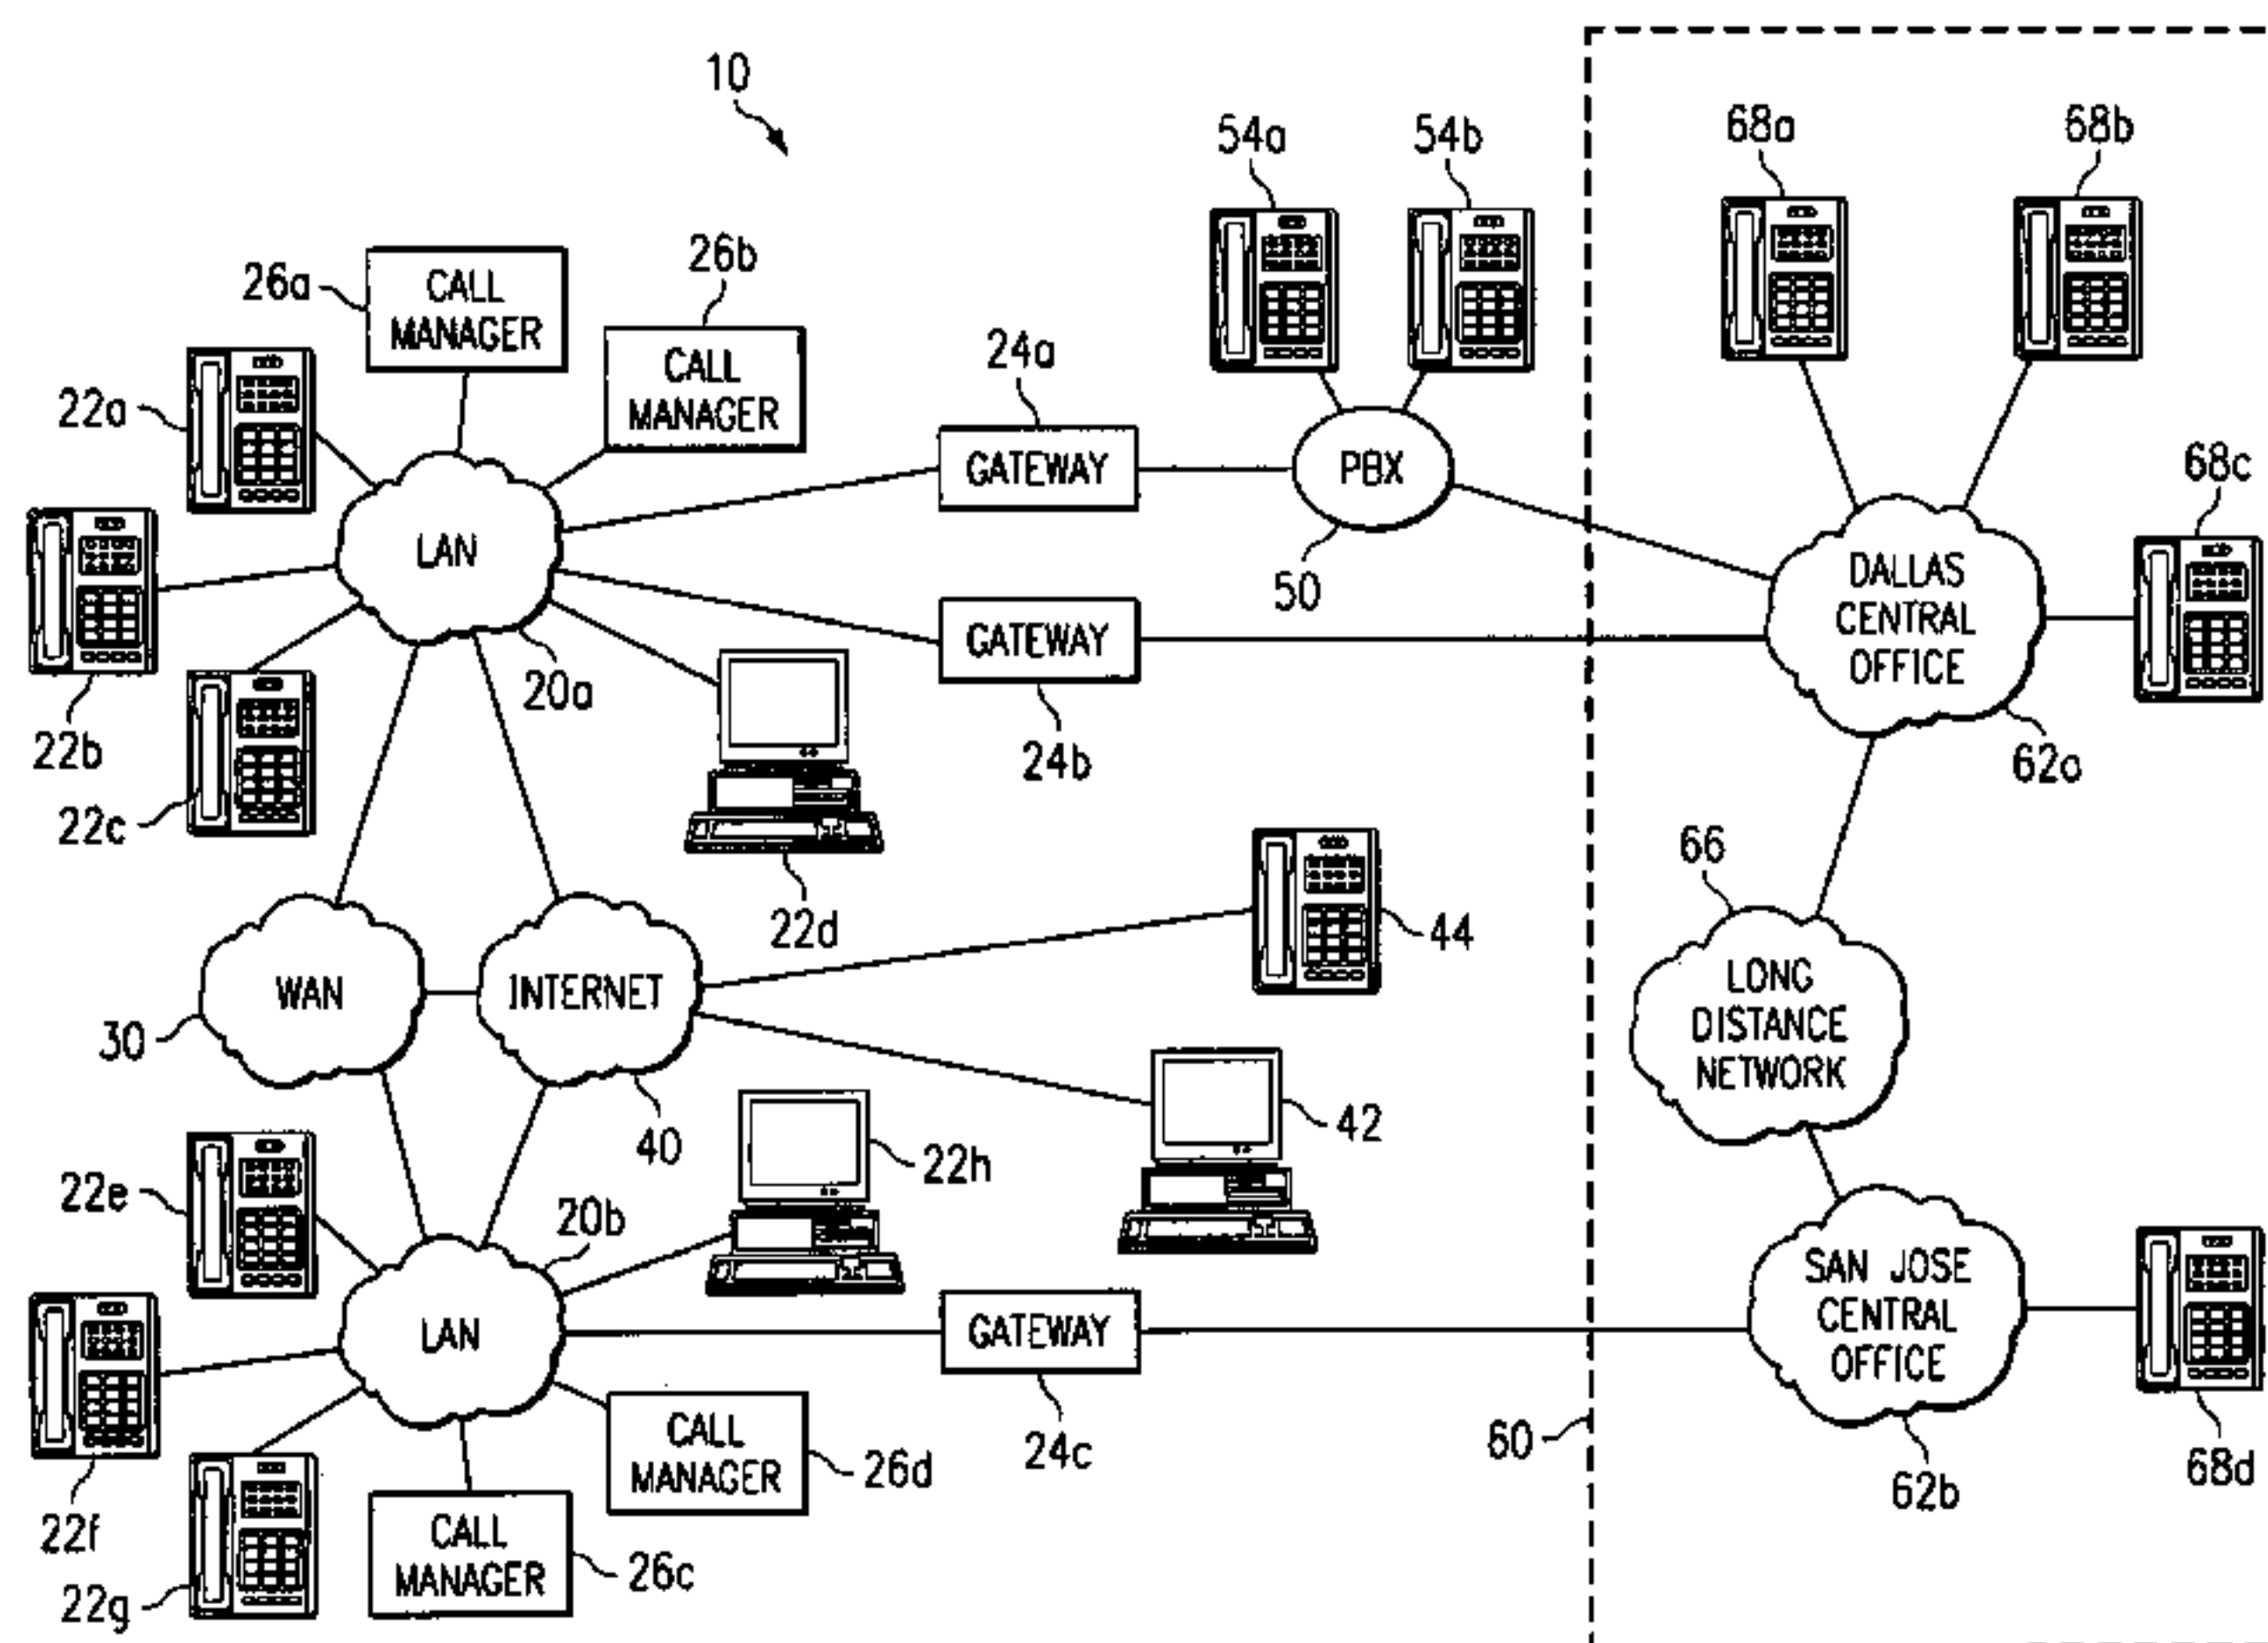 10
54a
54b
68a
68b
26a
CALL
MANAGER
26b
CALL
MANAGER
24a
22a
GATEWAY
PBX
68c
LAN
50
DALLAS
CENTRAL
OFFICE
GATEWAY
20a
22b
24b
62a
22c
66
22d
44
WAN
INTERNET
LONG
DISTANCE
NETWORK
30
40
42
22h
22e
20b
SAN JOSE
CENTRAL
OFFICE
LAN
GATEWAY
CALL
MANAGER
26d
24c
60
62b
68d
22f
CALL
MANAGER
26c
22g